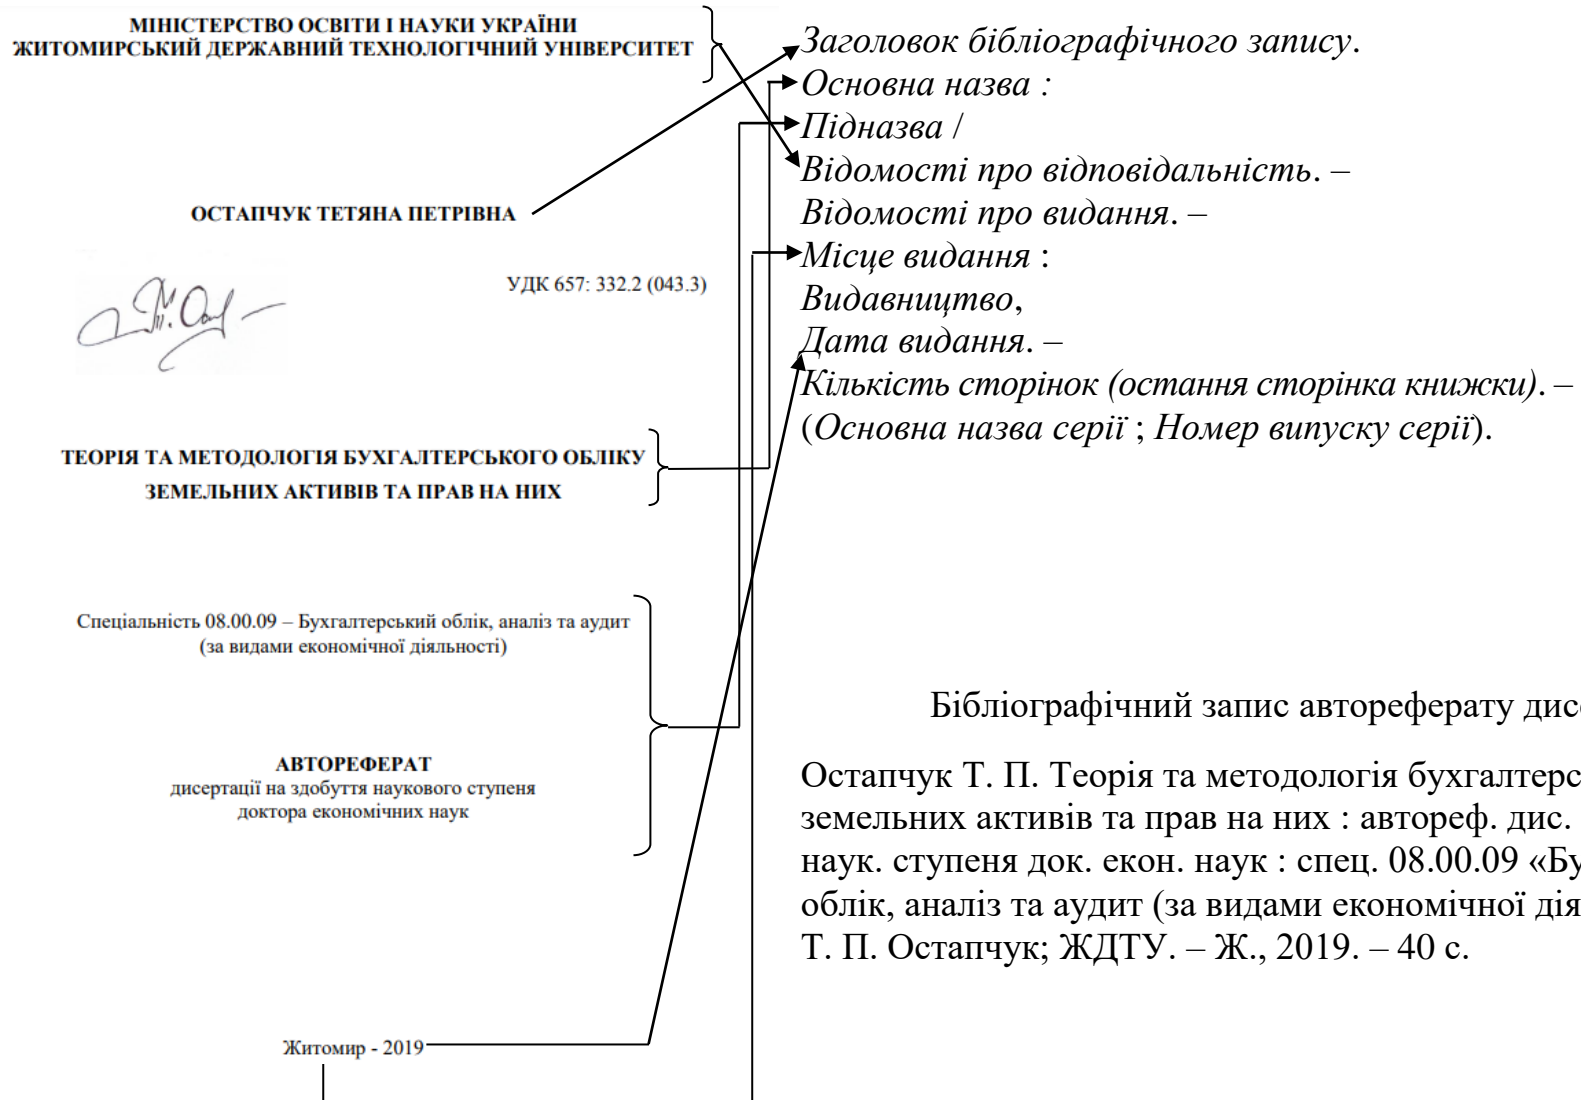 МІНІСТЕРСТВО ОСВІТИ І НАУКИ УКРАЇНИ
ЖИТОМИРСЬКИЙ ДЕРЖАВНИЙ ТЕХНОЛОГІЧНИЙ УНІВЕРСИТЕТ
ОСТАПЧУК ТЕТЯНА ПЕТРІВНА
УДК 657: 332.2 (043.3)
ТЕОРІЯ ТА МЕТОДОЛОГІЯ БУХГАЛТЕРСЬКОГО ОБЛІКУ
ЗЕМЕЛЬНИХ АКТИВІВ ТА ПРАВ НА НИХ
Спеціальність 08.00.09 – Бухгалтерський облік, аналіз та аудит
(за видами економічної діяльності)
АВТОРЕФЕРАТ
дисертації на здобуття наукового ступеня
доктора економічних наук
Житомир - 2019
Заголовок бібліографічного запису.
Основна назва :
Підназва /
Відомості про відповідальність. –
Відомості про видання. –
Місце видання :
Видавництво,
Дата видання. –
Кількість сторінок (остання сторінка книжки). –
(Основна назва серії ; Номер випуску серії).
Бібліографічний запис автореферату
Остапчук Т. П. Теорія та методологія
земельних активів та прав на них : автореф. дис.
наук. ступеня док. екон. наук : спец. 08.00.09
облік, аналіз та аудит (за видами економічної
Т. П. Остапчук; ЖДТУ. – Ж., 2019. – 40 с.